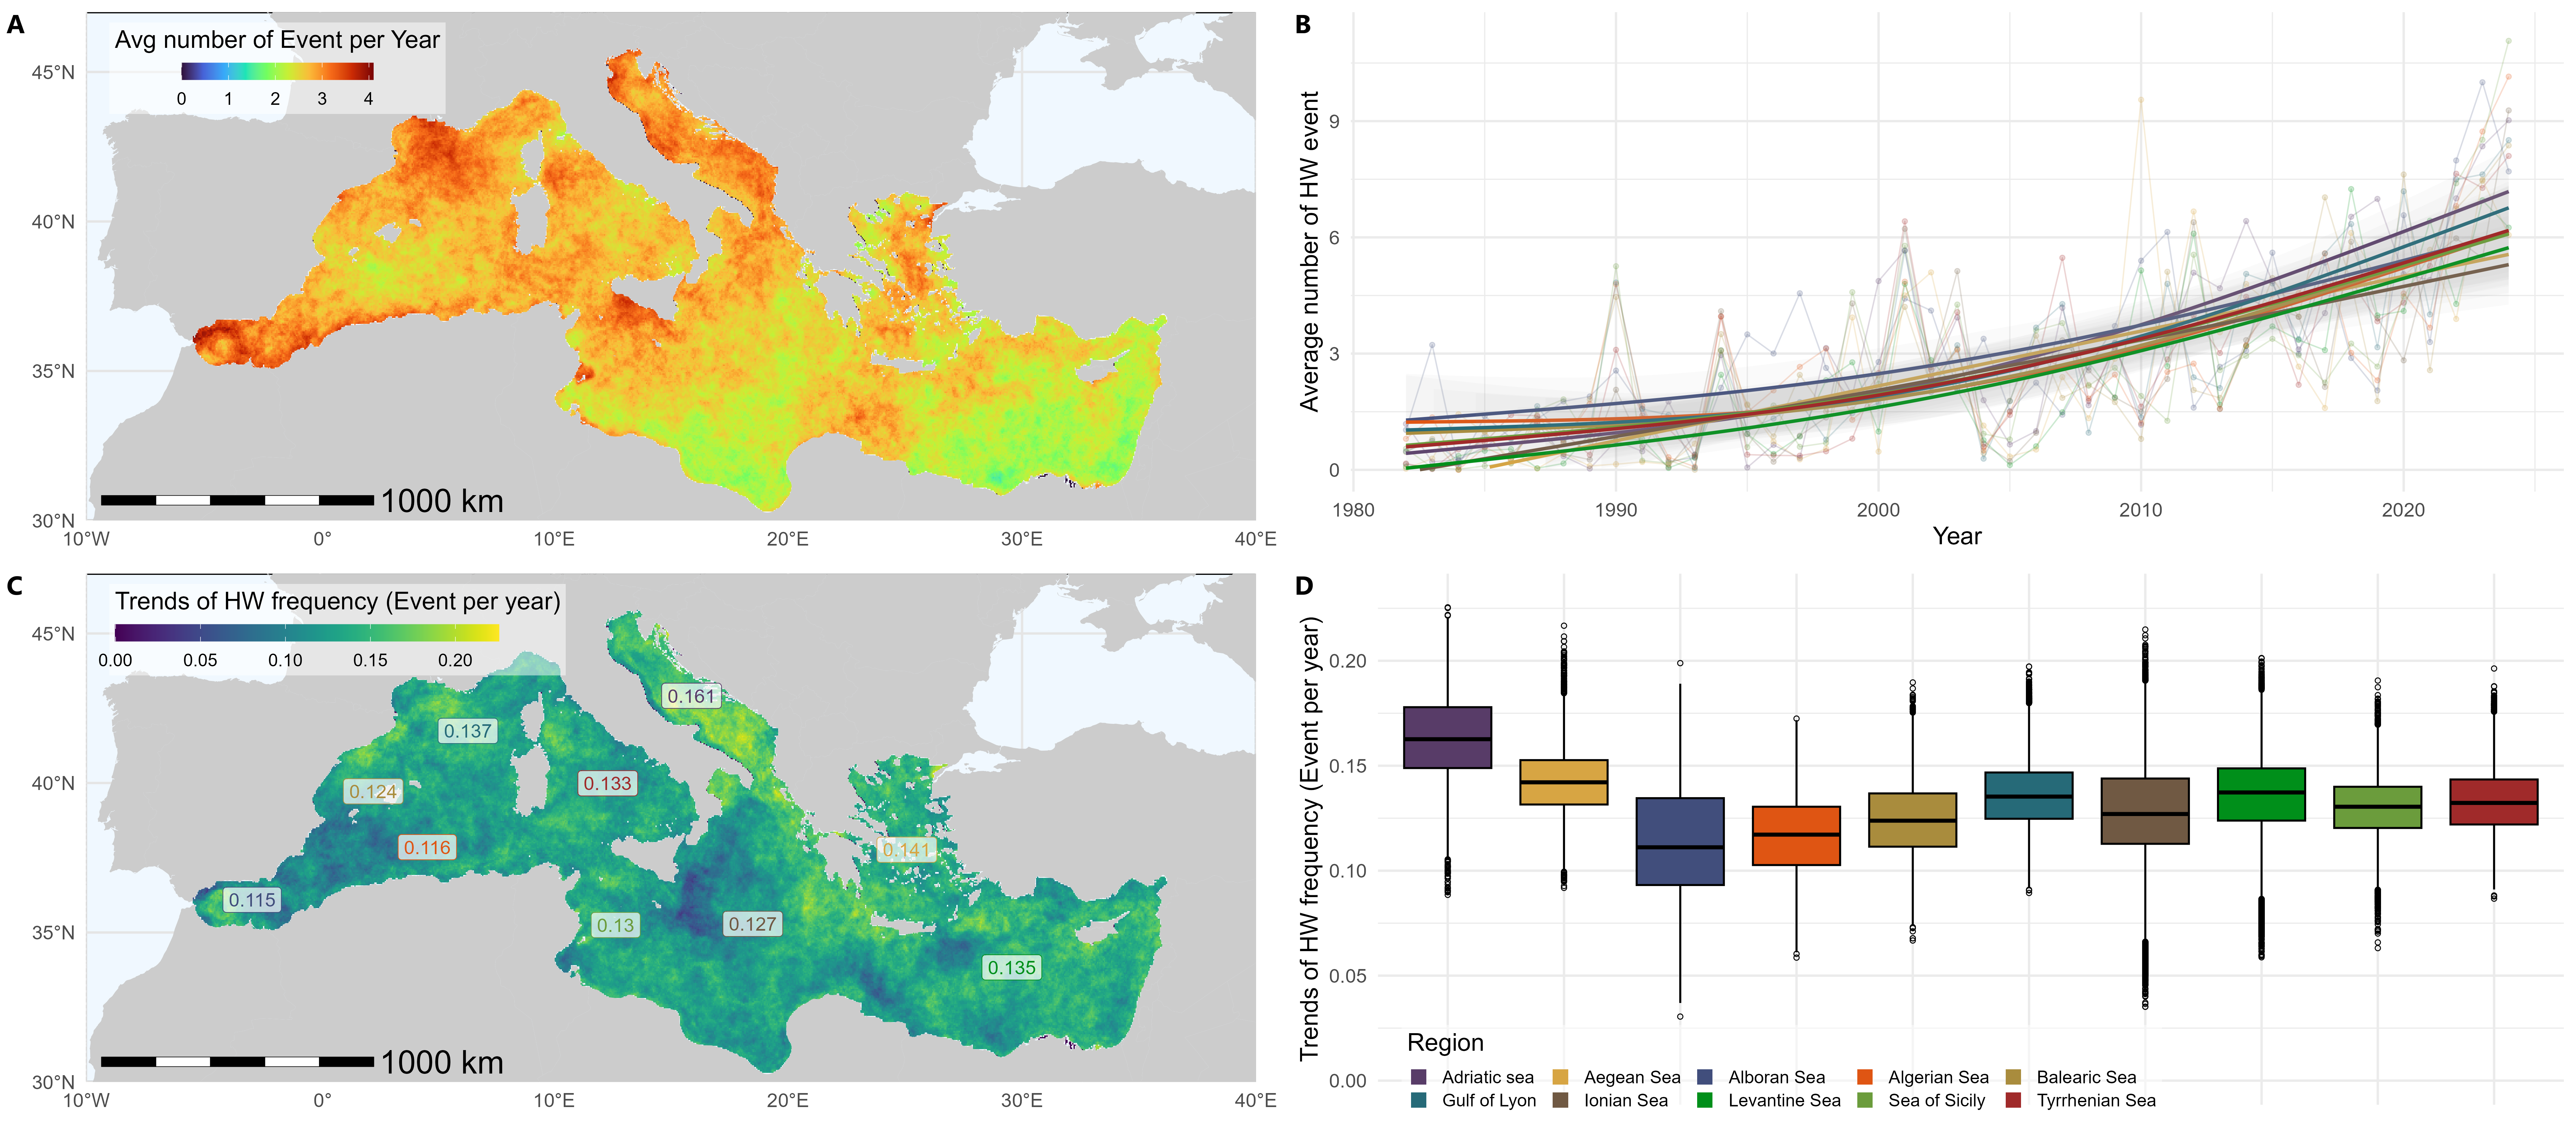 A
Avg number of Event per Year
0 1 2 3 4
45°N
40°N
35°N
30°N
1000 km
10°W 0° 10°E 20°E 30°E 40°E
B
Average number of HW event
9
6
3
0
1980 1990 2000 2010 2020
Year
C
Trends of HW frequency (Event per year)
0.00 0.05 0.10 0.15 0.20
45°N
40°N
35°N
30°N
0.161
0.137
0.133
0.124
0.116
0.141
0.115
0.13
0.127
0.135
1000 km
10°W 0° 10°E 20°E 30°E 40°E
D
Trends of HW frequency (Event per year)
0.20
0.15
0.10
0.05
0.00
Region
Adriatic sea Aegean Sea Alboran Sea Algerian Sea Balearic Sea
Gulf of Lyon Ionian Sea Levantine Sea Sea of Sicily Tyrrhenian Sea